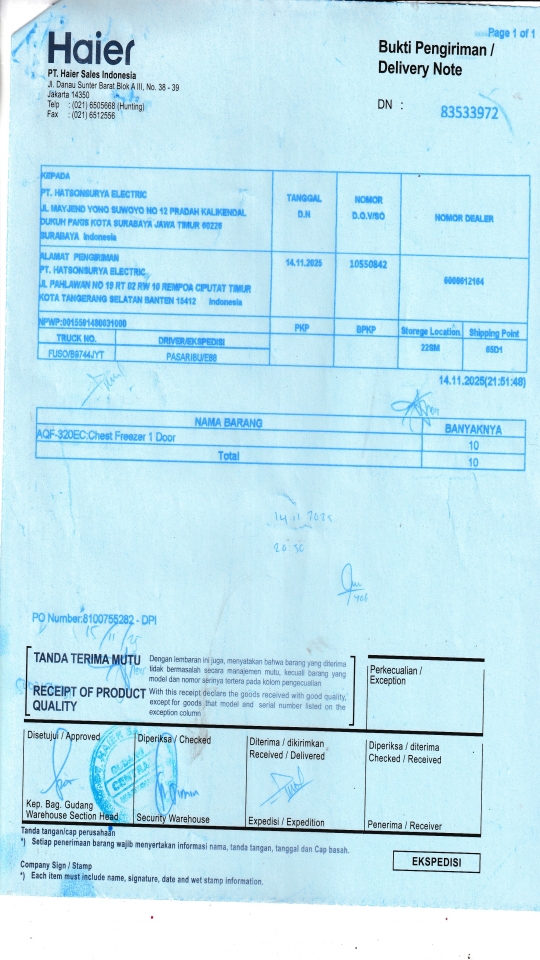 Page 1 of 1
Haier
Bukti Pengiriman /
Delivery Note
PT. Haier Sales Indonesia
Jl. Danau Sunter Barat Blok A III, No. 38 - 39
Jakarta 14350
Telp : (021) 6505668 (Hunting)
Fax : (021) 6512556
DN : 83533972
KEPADA
PT. HATSONSURYA ELECTRIC
JL MAYJEND YONO SUWOYO NO 12 PRADAH KALIKENDAL
DUKUH PAKIS KOTA SURABAYA JAWA TIMUR 60226
SURABAYA Indonesia
TANGGAL
D.N
NOMOR
D.O.V/SO
NOMOR DEALER
ALAMAT PENGIRIMAN
PT. HATSONSURYA ELECTRIC
JL PAHLAWAN NO 19 RT 02 RW 10 REMPOA CIPUTAT TIMUR
KOTA TANGERANG SELATAN BANTEN 15412 Indonesia
14.11.2025
10550842
NPWP:
PKP
BPKP
Storege Location
Shipping Point
TRUCK NO.
DRIVER/EKSPEDISI
FUSO/B9744JYT
PASARIBU/E88
14.11.2025(21:51:48)
NAMA BARANG BANYAKNYA
AQF-320EC:Chest Freezer 1 Door 10
Total 10
14 11 2025
20 30
PO Number:8100755282 - DPI
15/11/25
TANDA TERIMA MUTU
Dengan lembaran ini juga, menyatakan bahwa barang yang diterima
tidak bermasalah secara manajemen mutu, kecuali barang yang
model dan nomor serinya tertera pada kolom pengecualian
RECEIPT OF PRODUCT
QUALITY
With this receipt declare the goods received with good quality,
except for goods that model and serial number listed on the
exception column
Perkecualian /
Exception
Disetujui / Approved
Kep. Bag. Gudang
Warehouse Section Head
Diperiksa / Checked
Security Warehouse
Diterima / dikirimkan
Received / Delivered
Expedisi / Expedition
Diperiksa / diterima
Checked / Received
Penerima / Receiver
Tanda tangan/cap perusahaan
*) Setiap penerimaan barang wajib menyertakan informasi nama, tanda tangan, tanggal dan Cap basah.
Company Sign / Stamp
*) Each item must include name, signature, date and wet stamp information.
EKSPEDISI